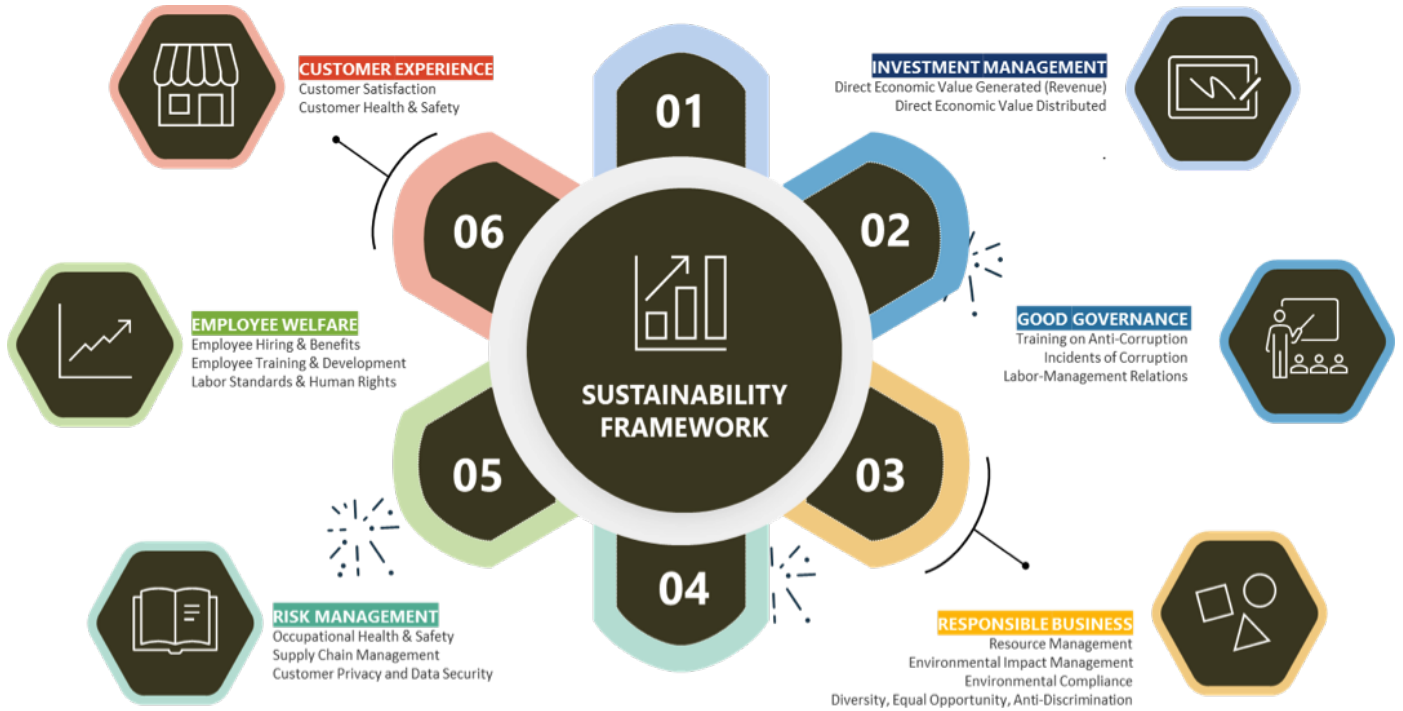 CUSTOMER EXPERIENCE
Customer Satisfaction
Customer Health & Safety
INVESTMENT MANAGEMENT
Direct Economic Value Generated (Revenue)
Direct Economic Value Distributed
.
01
02
03
04
05
06
SUSTAINABILITY
FRAMEWORK
EMPLOYEE WELFARE
Employee Hiring & Benefits
Employee Training & Development
Labor Standards & Human Rights
GOOD GOVERNANCE
Training on Anti-Corruption
Incidents of Corruption
Labor-Management Relations
RISK MANAGEMENT
Occupational Health & Safety
Supply Chain Management
Customer Privacy and Data Security
RESPONSIBLE BUSINESS
Resource Management
Environmental Impact Management
Environmental Compliance
Diversity, Equal Opportunity, Anti-Discrimination